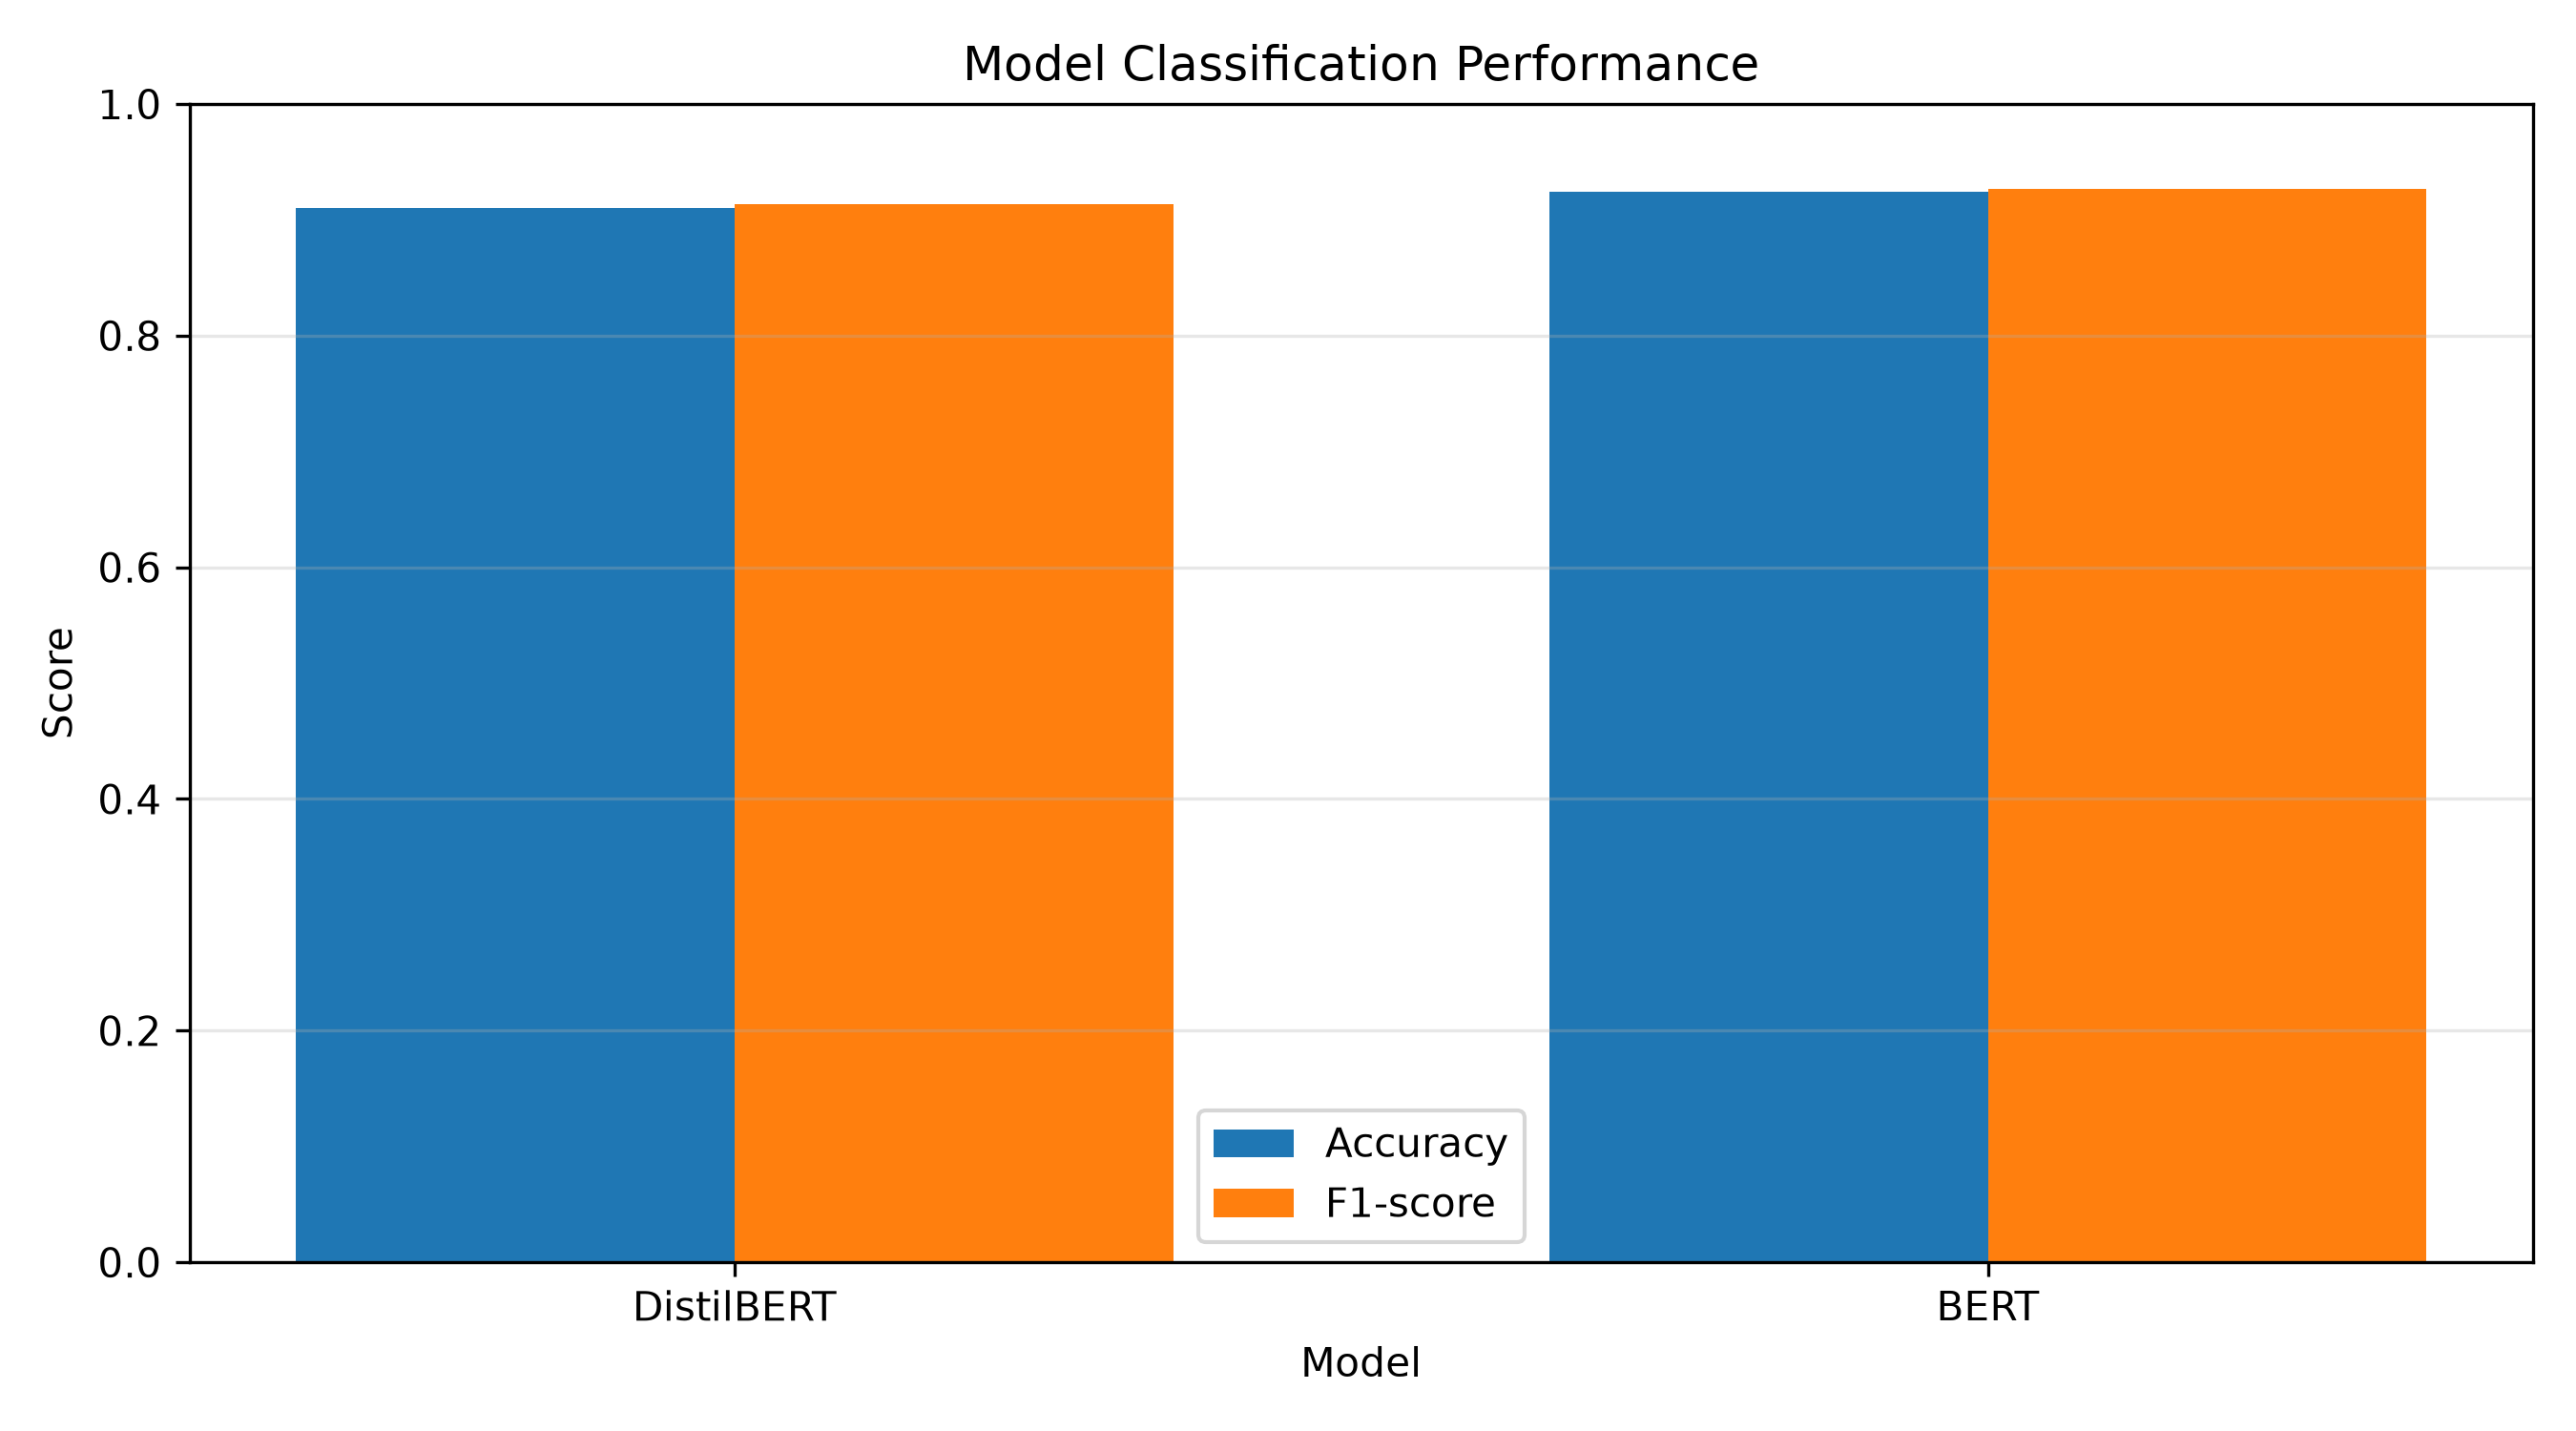 Model Classification Performance
1.0
0.8
0.6
0.4
0.2
0.0
Score
Accuracy
F1-score
DistilBERT
BERT
Model